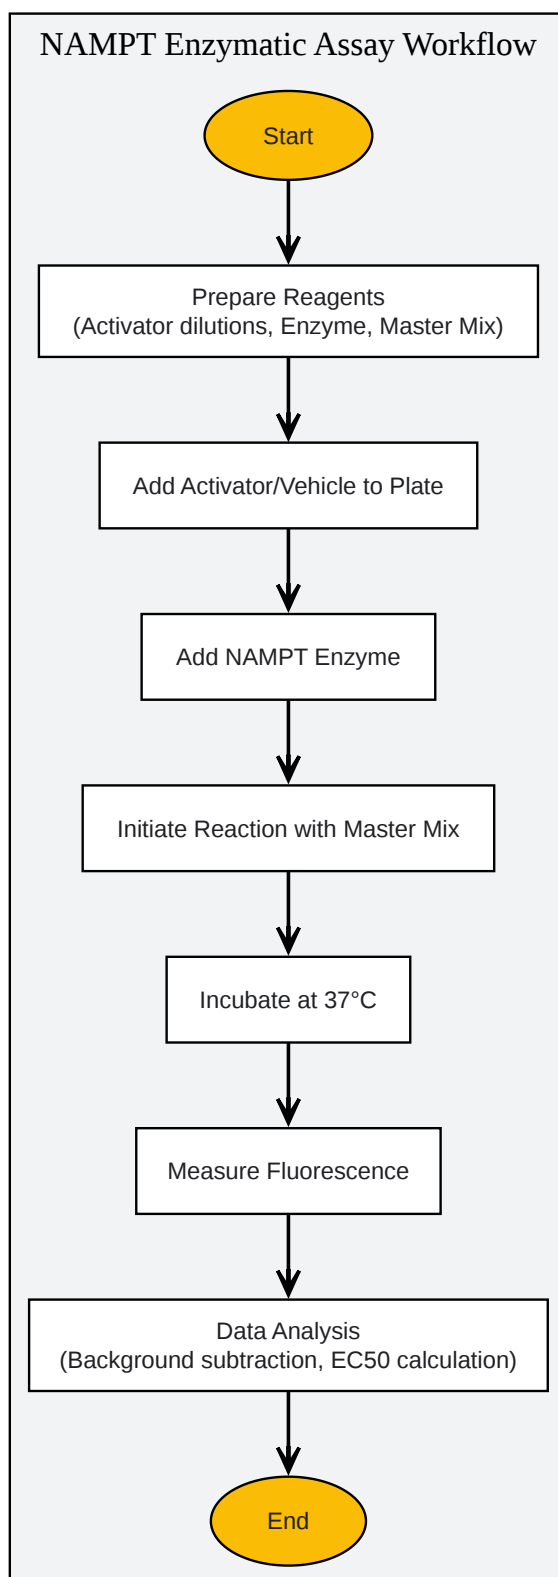 NAMPT Enzymatic Assay Workflow
Start
Prepare Reagents
(Activator dilutions, Enzyme, Master Mix)
Add Activator/Vehicle to Plate
Add NAMPT Enzyme
Initiate Reaction with Master Mix
Incubate at 37°C
Measure Fluorescence
Data Analysis
(Background subtraction, EC50 calculation)
End